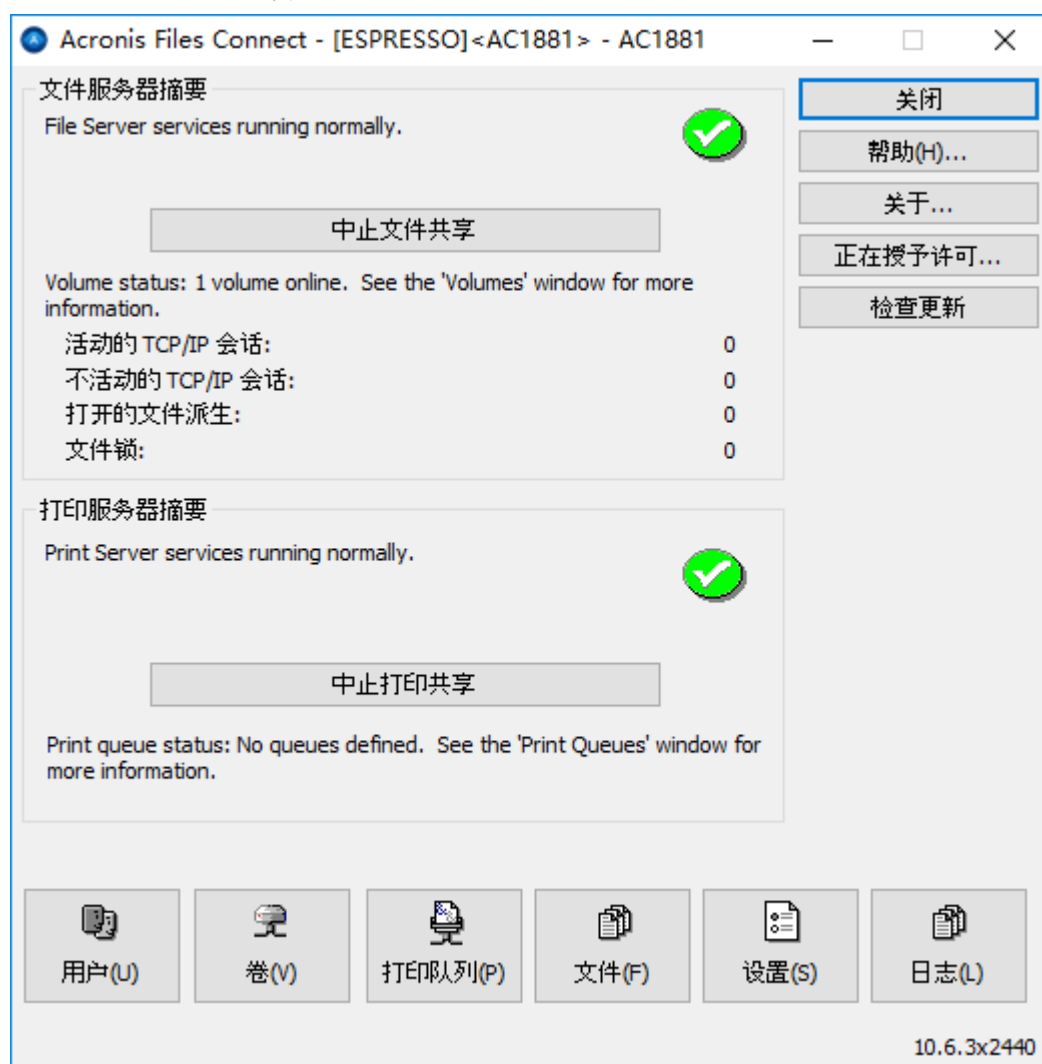 Acronis Files Connect - [ESPRESSO]<AC1881> - AC1881
文件服务器摘要
File Server services running normally.
中止文件共享
Volume status: 1 volume online. See the 'Volumes' window for more
information.
活动的 TCP/IP 会话: 0
不活动的 TCP/IP 会话: 0
打开的文件派生: 0
文件锁: 0
关闭
帮助(H)...
关于...
正在授予许可...
检查更新
打印服务器摘要
Print Server services running normally.
中止打印共享
Print queue status: No queues defined. See the 'Print Queues' window for
more information.
用户(U)
卷(V)
打印队列(P)
文件(F)
设置(S)
日志(L)
10.6.3x2440